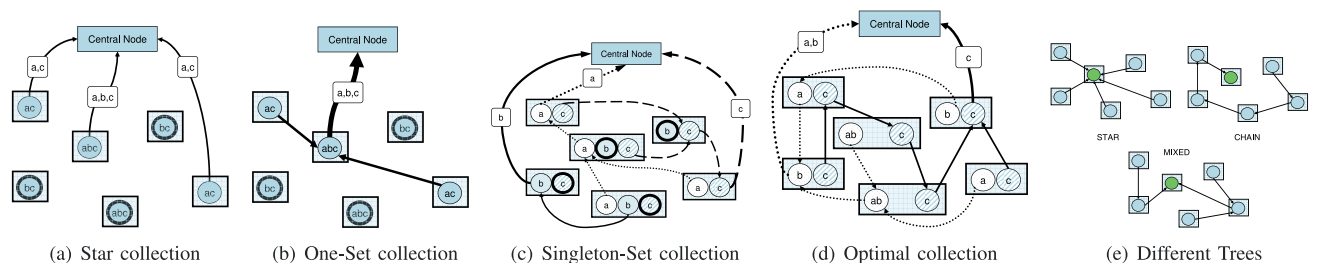 Central Node
a,c
a,b,c
a,c
ac
bc
abc
bc
ac
abc
(a) Star collection
Central Node
a,b,c
ac
bc
abc
bc
ac
abc
(b) One-Set collection
Central Node
a
b
c
a c
b c
a b c
b c
a c
a b c
(c) Singleton-Set collection
Central Node
a,b
c
a c
b c
ab c
b c
a c
ab c
(d) Optimal collection
STAR
CHAIN
MIXED
(e) Different Trees